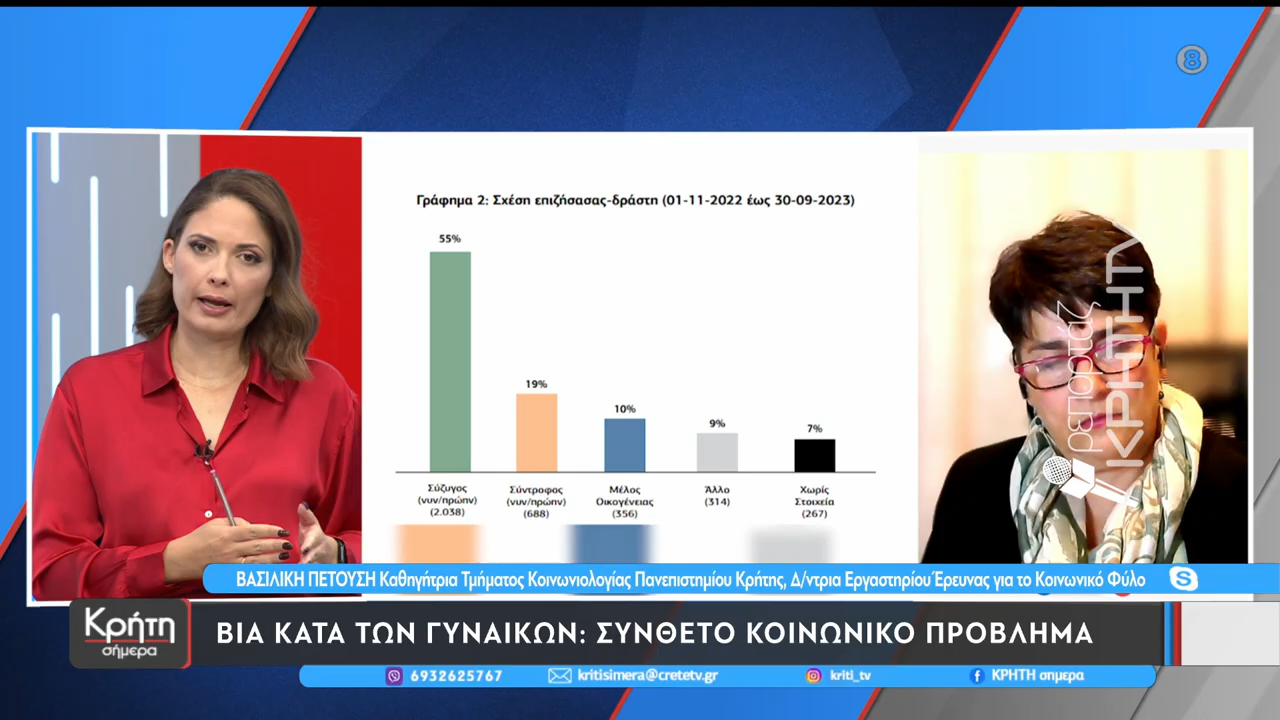 8
Γράφημα 2: Σχέση επιζήσασας-δράστη (01-11-2022 έως 30-09-2023)
55%
19%
10%
9%
7%
Σύζυγος
(νυν/πρώην)
(2.038)
Σύντροφος
(νυν/πρώην)
(688)
Μέλος
Οικογένειας
(356)
Άλλο
(314)
Χωρίς
Στοιχεία
(267)
ρεπορτάζ
ΚΡΗΤΗTV
ΒΑΣΙΛΙΚΗ ΠΕΤΟΥΣΗ Καθηγήτρια Τμήματος Κοινωνιολογίας Πανεπιστημίου Κρήτης, Δ/ντρια Εργαστηρίου Έρευνας για το Κοινωνικό Φύλο
Κρήτη
σήμερα
ΒΙΑ ΚΑΤΑ ΤΩΝ ΓΥΝΑΙΚΩΝ: ΣΥΝΘΕΤΟ ΚΟΙΝΩΝΙΚΟ ΠΡΟΒΛΗΜΑ
6932625767
kritisimera@cretetv.gr
kriti_tv
ΚΡΗΤΗ σημερα